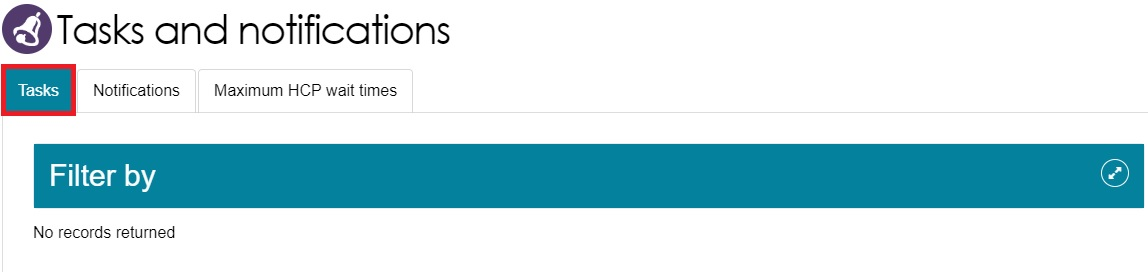 Tasks and notifications
Tasks Notifications Maximum HCP wait times
Filter by
No records returned